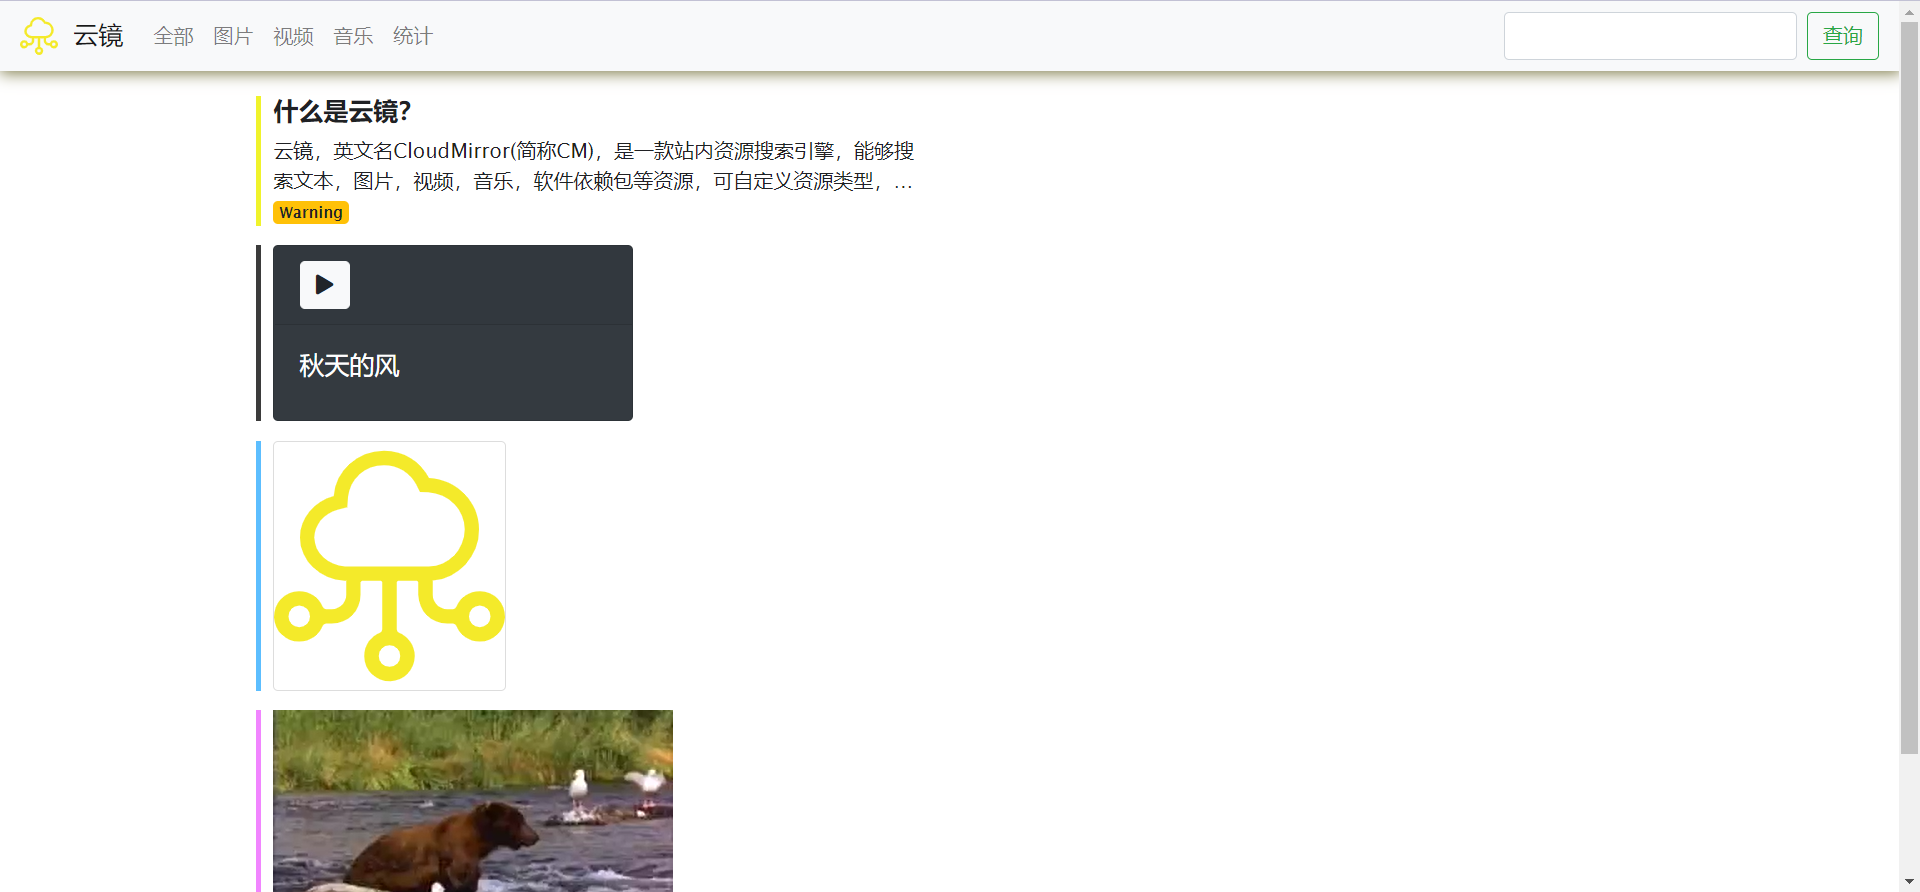 云镜
全部
图片
视频
音乐
统计
查询
什么是云镜？
云镜，英文名CloudMirror(简称CM)，是一款站内资源搜索引擎，能够搜
索文本，图片，视频，音乐，软件依赖包等资源，可自定义资源类型，...
Warning
秋天的风